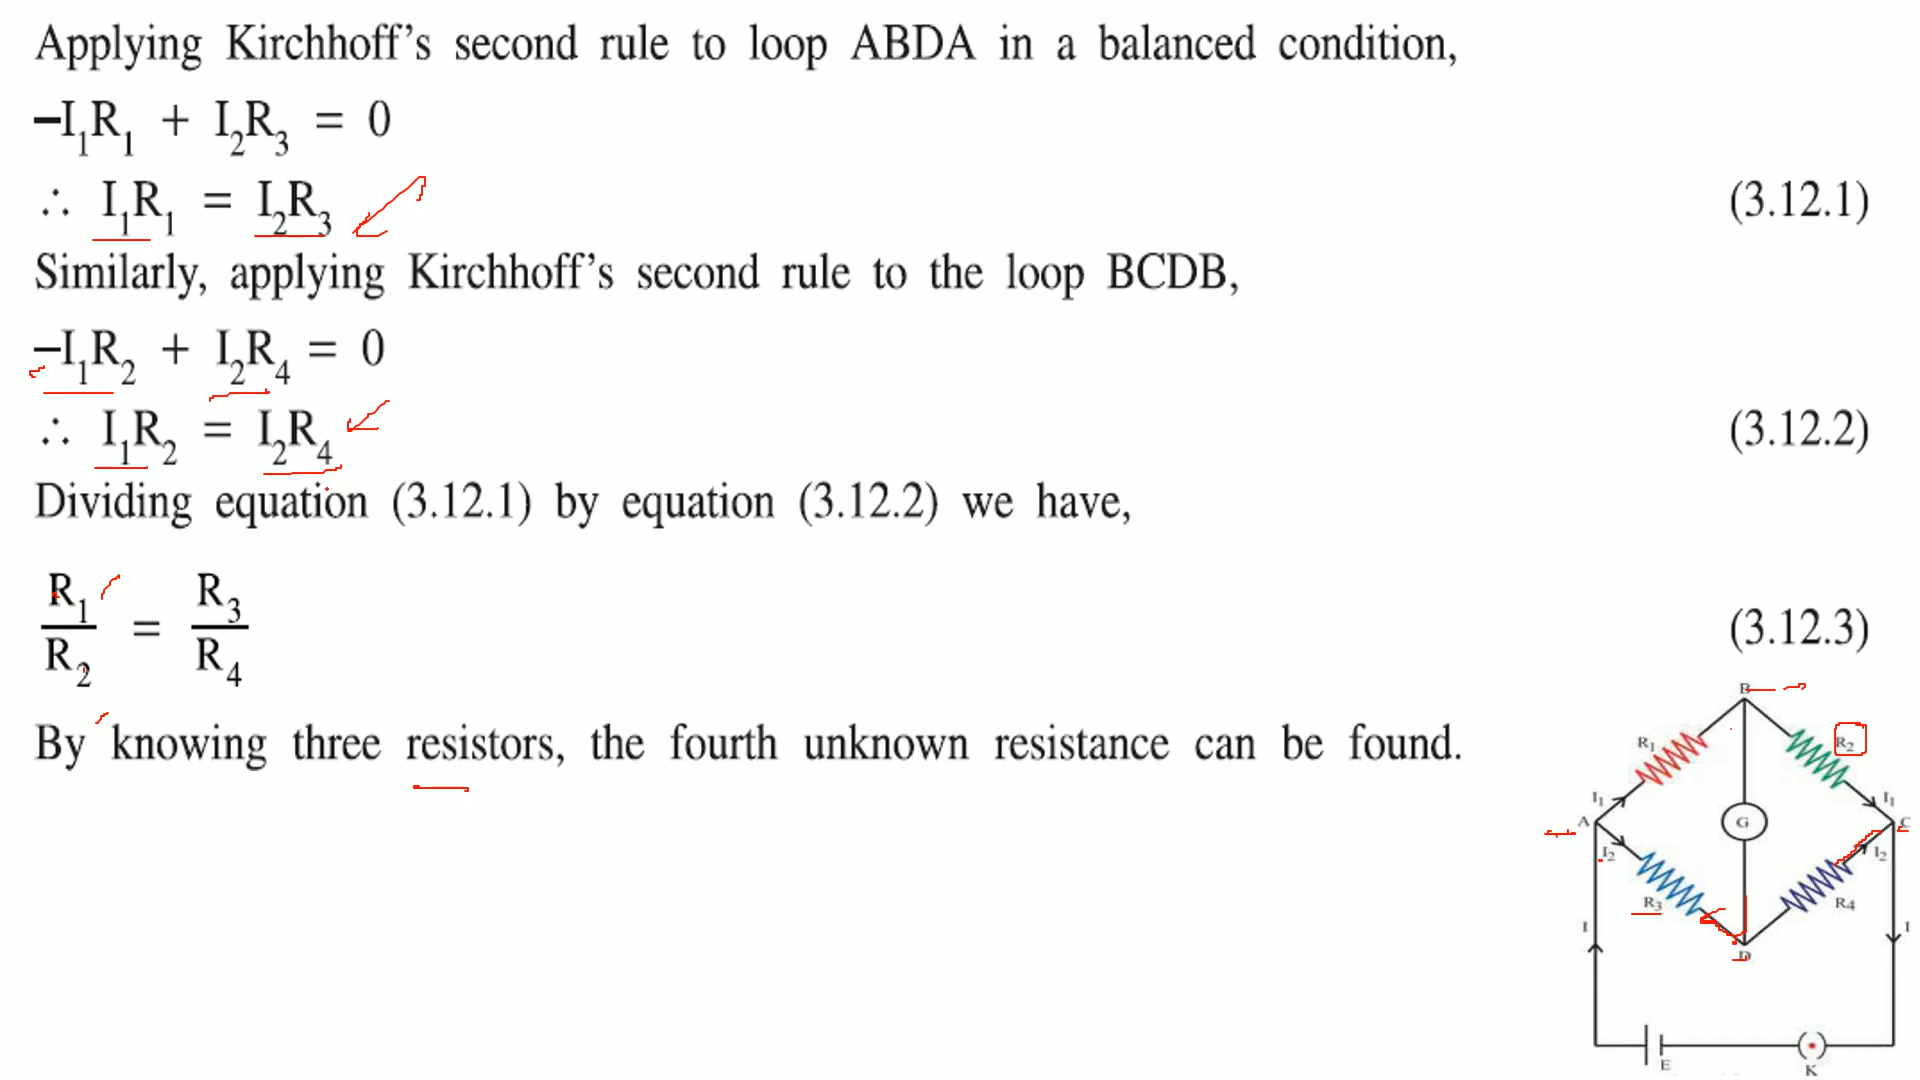 Applying Kirchhoff’s second rule to loop ABDA in a balanced condition,
–I₁R₁ + I₂R₃ = 0
∴ I₁R₁ = I₂R₃ (3.12.1)
Similarly, applying Kirchhoff’s second rule to the loop BCDB,
–I₁R₂ + I₂R₄ = 0
∴ I₁R₂ = I₂R₄ (3.12.2)
Dividing equation (3.12.1) by equation (3.12.2) we have,
R₁/R₂ = R₃/R₄ (3.12.3)
By knowing three resistors, the fourth unknown resistance can be found.
B
R₁ R₂
I₁ I₁
A G C
I₂ I₂
R₃ R₄
I I
D
E K